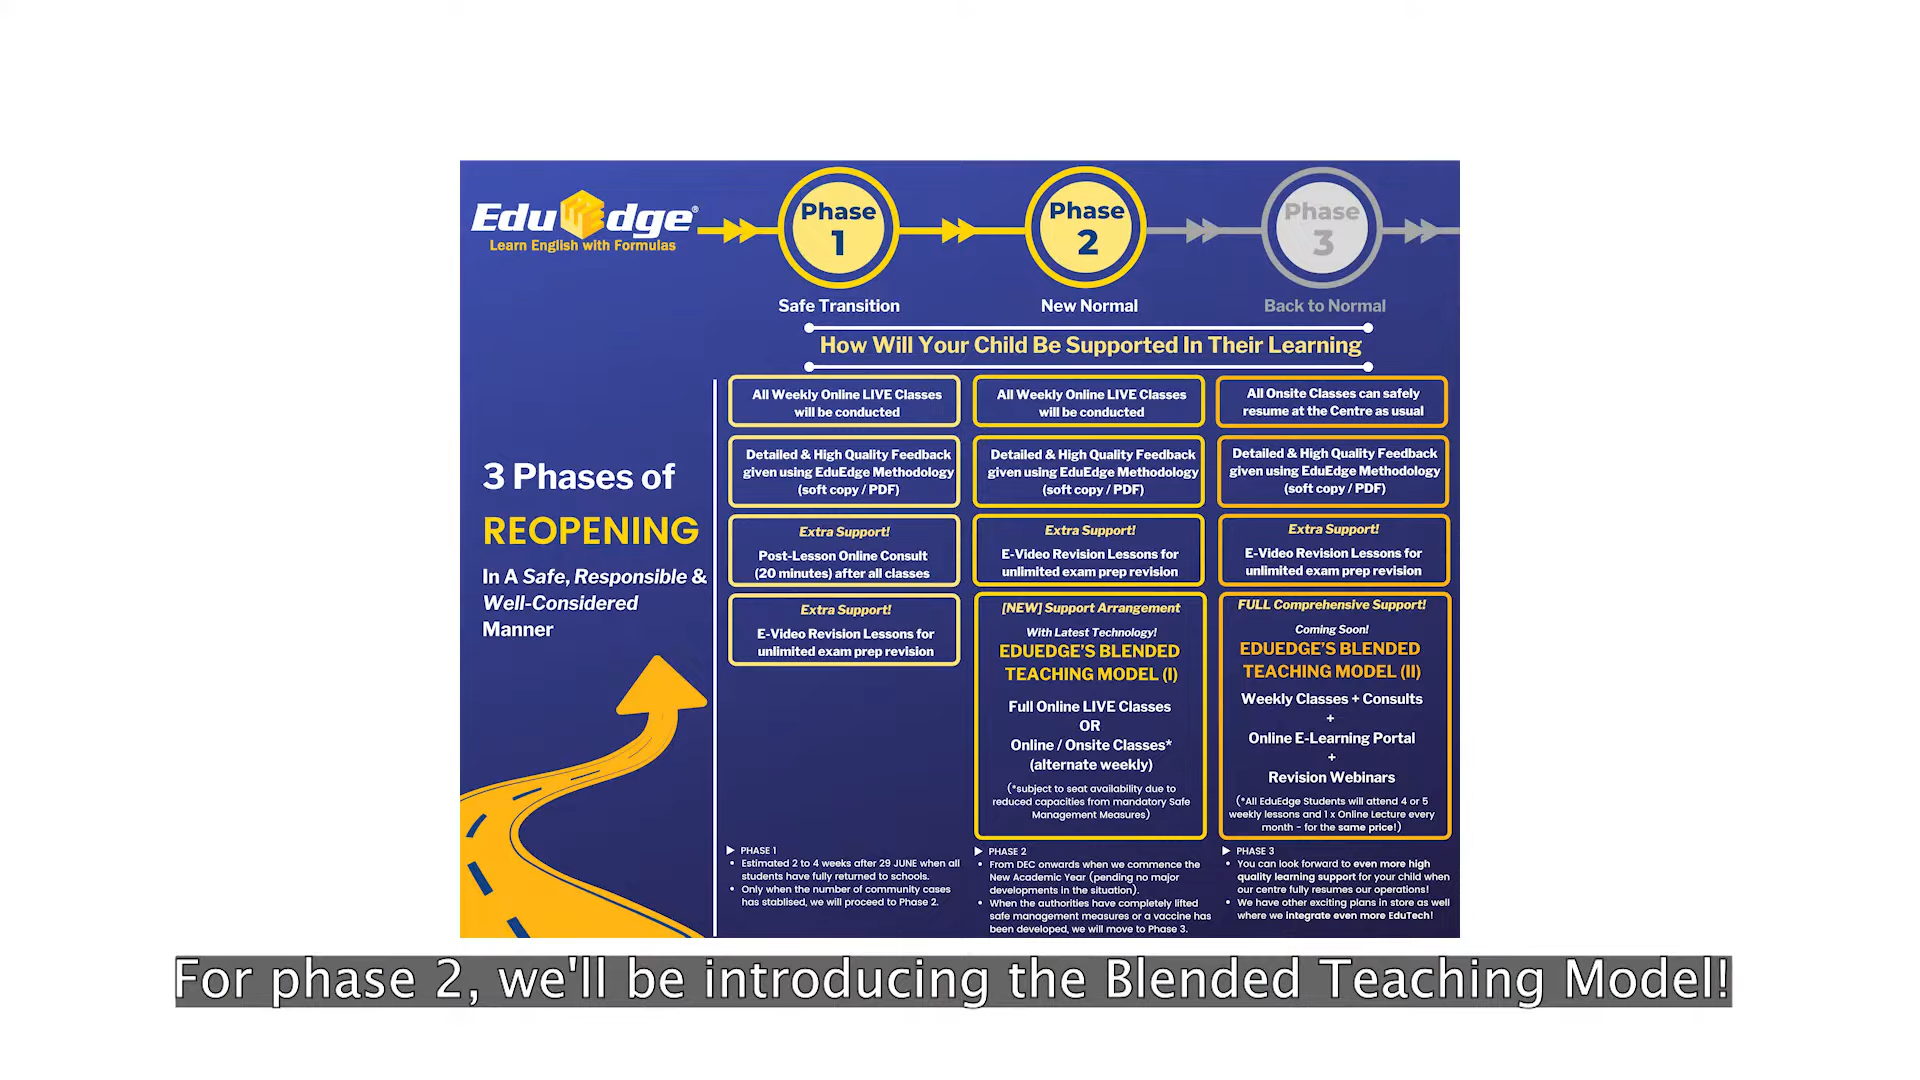 EduEdge®
Learn English with Formulas
Phase
1
Phase
2
Phase
3
Safe Transition
New Normal
Back to Normal
How Will Your Child Be Supported In Their Learning
3 Phases of
REOPENING
In A Safe, Responsible &
Well-Considered
Manner
All Weekly Online LIVE Classes
will be conducted
Detailed & High Quality Feedback
given using EduEdge Methodology
(soft copy / PDF)
Extra Support!
Post-Lesson Online Consult
(20 minutes) after all classes
Extra Support!
E-Video Revision Lessons for
unlimited exam prep revision
▶ PHASE 1
• Estimated 2 to 4 weeks after 29 JUNE when all
students have fully returned to schools.
• Only when the number of community cases
has stablised, we will proceed to Phase 2.
All Weekly Online LIVE Classes
will be conducted
Detailed & High Quality Feedback
given using EduEdge Methodology
(soft copy / PDF)
Extra Support!
E-Video Revision Lessons for
unlimited exam prep revision
[NEW] Support Arrangement
With Latest Technology!
EDUEDGE'S BLENDED
TEACHING MODEL (I)
Full Online LIVE Classes
OR
Online / Onsite Classes*
(alternate weekly)
(*subject to seat availability due to
reduced capacities from mandatory Safe
Management Measures)
▶ PHASE 2
• From DEC onwards when we commence the
New Academic Year (pending no major
developments in the situation).
• When the authorities have completely lifted
safe management measures or a vaccine has
been developed, we will move to Phase 3.
All Onsite Classes can safely
resume at the Centre as usual
Detailed & High Quality Feedback
given using EduEdge Methodology
(soft copy / PDF)
Extra Support!
E-Video Revision Lessons for
unlimited exam prep revision
FULL Comprehensive Support!
Coming Soon!
EDUEDGE'S BLENDED
TEACHING MODEL (II)
Weekly Classes + Consults
+
Online E-Learning Portal
+
Revision Webinars
(*All EduEdge Students will attend 4 or 5
weekly lessons and 1 x Online Lecture every
month - for the same price!)
▶ PHASE 3
• You can look forward to even more high
quality learning support for your child when
our centre fully resumes our operations!
• We have other exciting plans in store as well
where we integrate even more EduTech!
For phase 2, we'll be introducing the Blended Teaching Model!